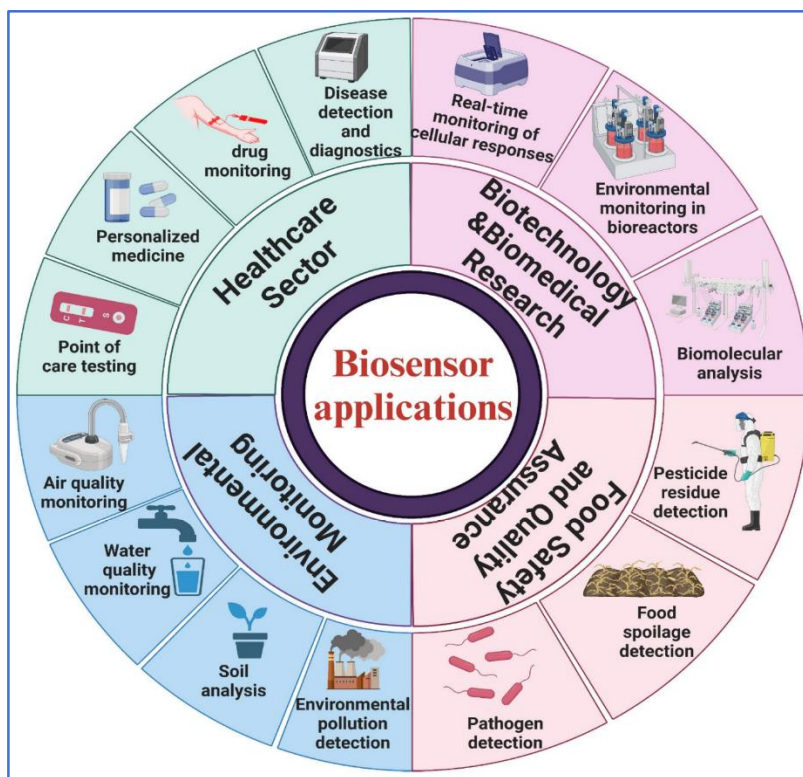 Biosensor
applications
Healthcare
Sector
Disease
detection
and
diagnostics
drug
monitoring
Personalized
medicine
C T S
Point of
care testing
Biotechnology
&Biomedical
Research
Real-time
monitoring of
cellular responses
Environmental
monitoring in
bioreactors
Biomolecular
analysis
Food Safety
and Quality
Assurance
Pesticide
residue
detection
Food
spoilage
detection
Pathogen
detection
Environmental
Monitoring
Air quality
monitoring
Water
quality
monitoring
Soil
analysis
Environmental
pollution
detection